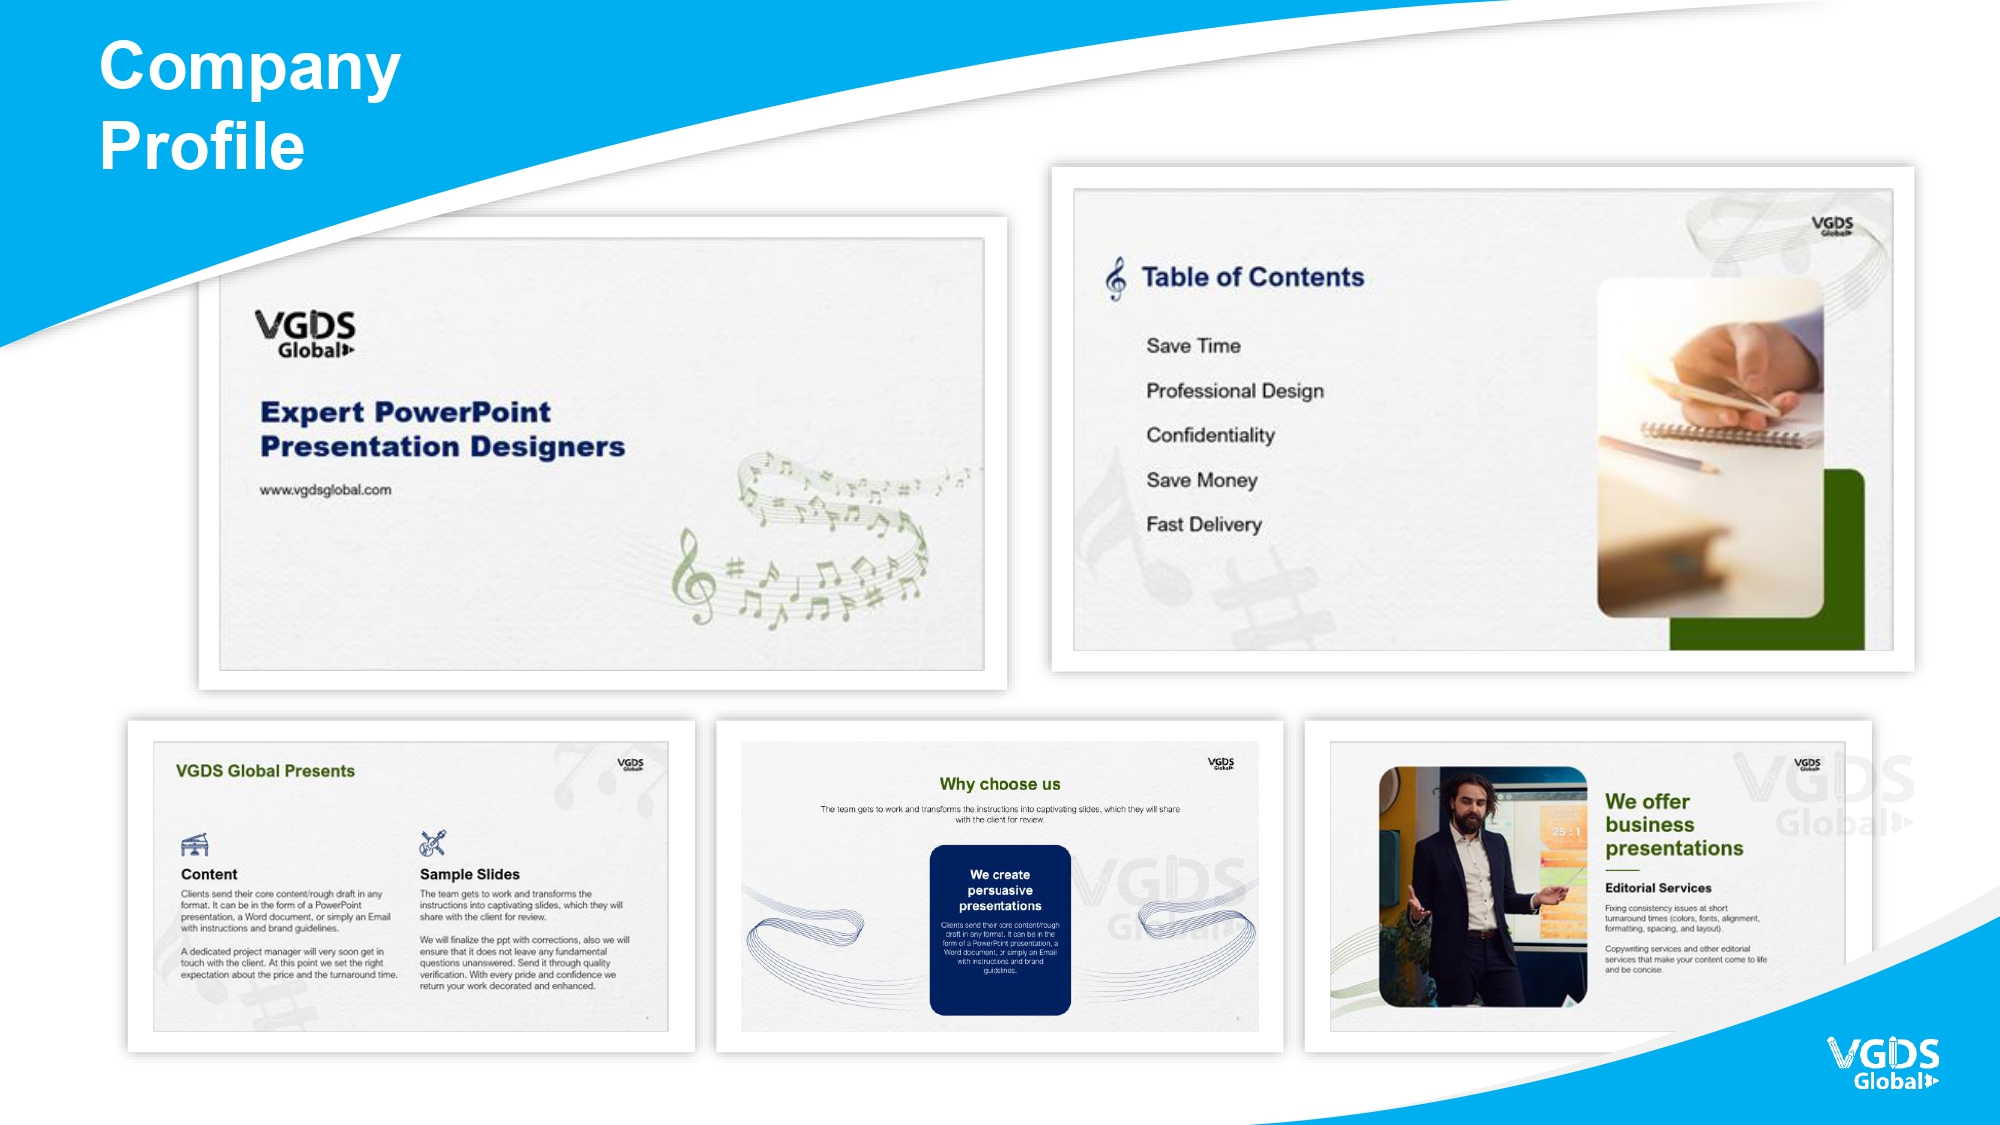 Company
Profile
VGDS
Global
Expert PowerPoint
Presentation Designers
www.vgdsglobal.com
VGDS
Global
Table of Contents
Save Time
Professional Design
Confidentiality
Save Money
Fast Delivery
VGDS Global Presents
VGDS
Global
Content
Clients send their core content/rough draft in any
format. It can be in the form of a PowerPoint
presentation, a Word document, or simply an Email
with instructions and brand guidelines.
A dedicated project manager will very soon get in
touch with the client. At this point we set the right
expectation about the price and the turnaround time.
Sample Slides
The team gets to work and transforms the
instructions into captivating slides, which they will
share with the client for review.
We will finalize the ppt with corrections, also we will
ensure that it does not leave any fundamental
questions unanswered. Send it through quality
verification. With every pride and confidence we
return your work decorated and enhanced.
VGDS
Global
Why choose us
The team gets to work and transforms the instructions into captivating slides, which they will share
with the client for review.
We create
persuasive
presentations
Clients send their core content/rough
draft in any format. It can be in the
form of a PowerPoint presentation, a
Word document, or simply an Email
with instructions and brand
guidelines.
VGDS
Global
VGDS
Global
25:1
We offer
business
presentations
Editorial Services
Fixing consistency issues at short
turnaround times (colors, fonts, alignment,
formatting, spacing, and layout).
Copywriting services and other editorial
services that make your content come to life
and be concise.
VGDS
Global
VGDS
Global